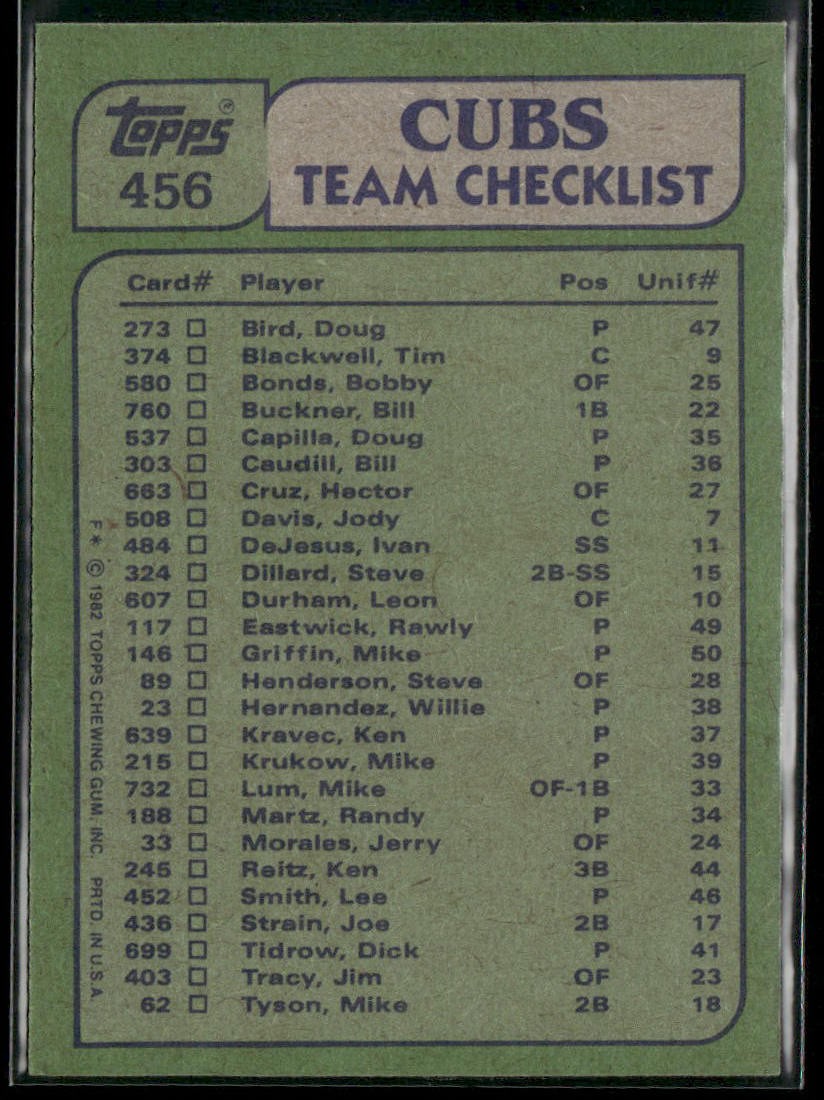 Topps®
456
CUBS
TEAM CHECKLIST
Card# Player Pos Unif#
273 □ Bird, Doug P 47
374 □ Blackwell, Tim C 9
580 □ Bonds, Bobby OF 25
760 □ Buckner, Bill 1B 22
537 □ Capilla, Doug P 35
303 □ Caudill, Bill P 36
663 □ Cruz, Hector OF 27
508 □ Davis, Jody C 7
484 □ DeJesus, Ivan SS 11
324 □ Dillard, Steve 2B-SS 15
607 □ Durham, Leon OF 10
117 □ Eastwick, Rawly P 49
146 □ Griffin, Mike P 50
89 □ Henderson, Steve OF 28
23 □ Hernandez, Willie P 38
639 □ Kravec, Ken P 37
215 □ Krukow, Mike P 39
732 □ Lum, Mike OF-1B 33
188 □ Martz, Randy P 34
33 □ Morales, Jerry OF 24
245 □ Reitz, Ken 3B 44
452 □ Smith, Lee P 46
436 □ Strain, Joe 2B 17
699 □ Tidrow, Dick P 41
403 □ Tracy, Jim OF 23
62 □ Tyson, Mike 2B 18
F* © 1982 TOPPS CHEWING GUM, INC. PRTD. IN U.S.A.